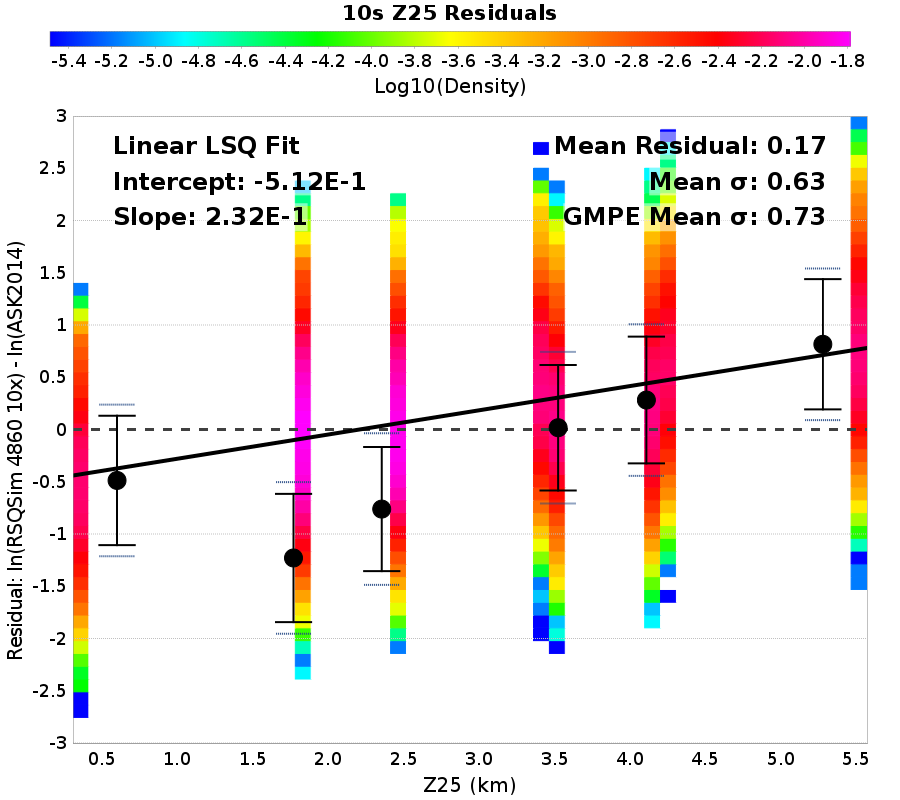 10s Z25 Residuals
-5.4 -5.2 -5.0 -4.8 -4.6 -4.4 -4.2 -4.0 -3.8 -3.6 -3.4 -3.2 -3.0 -2.8 -2.6 -2.4 -2.2 -2.0 -1.8
Log10(Density)
Linear LSQ Fit
Intercept: -5.12E-1
Slope: 2.32E-1
Mean Residual: 0.17
Mean σ: 0.63
GMPE Mean σ: 0.73
Residual: ln(RSQSim 4860 10x) - ln(ASK2014)
3
2.5
2
1.5
1
0.5
0
-0.5
-1
-1.5
-2
-2.5
-3
0.5 1.0 1.5 2.0 2.5 3.0 3.5 4.0 4.5 5.0 5.5
Z25 (km)